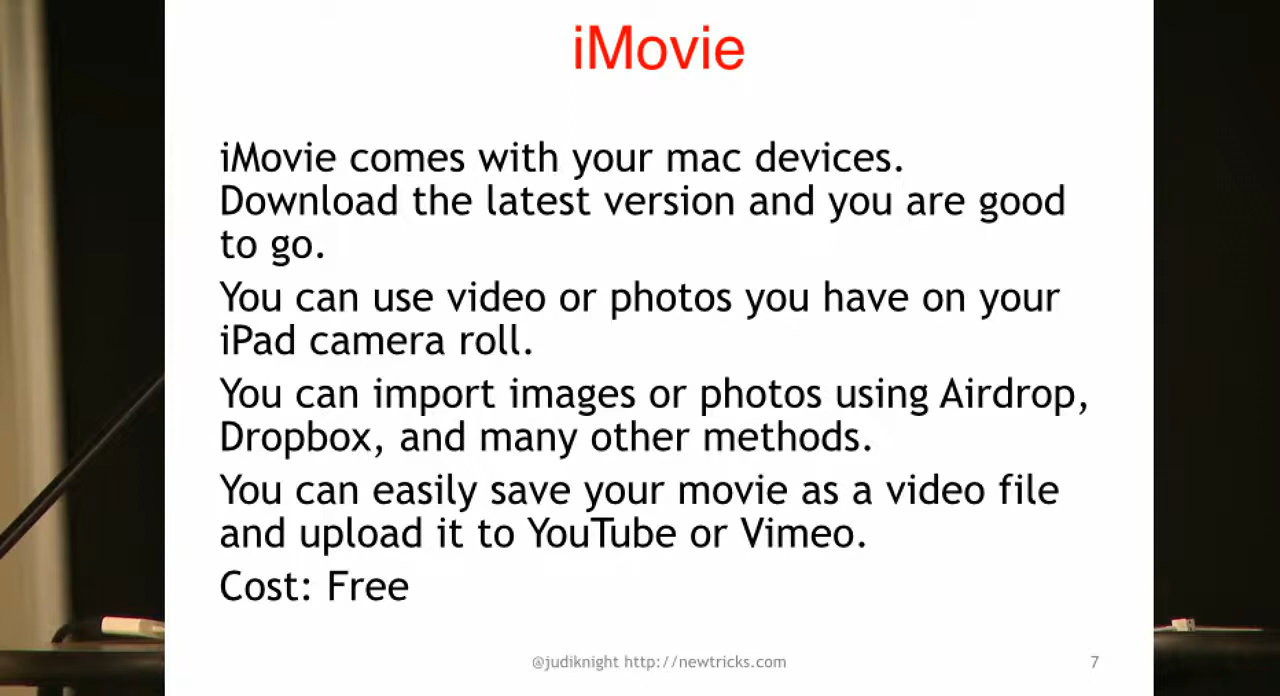 iMovie
iMovie comes with your mac devices.
Download the latest version and you are good
to go.
You can use video or photos you have on your
iPad camera roll.
You can import images or photos using Airdrop,
Dropbox, and many other methods.
You can easily save your movie as a video file
and upload it to YouTube or Vimeo.
Cost: Free
@judiknight http://newtricks.com
7